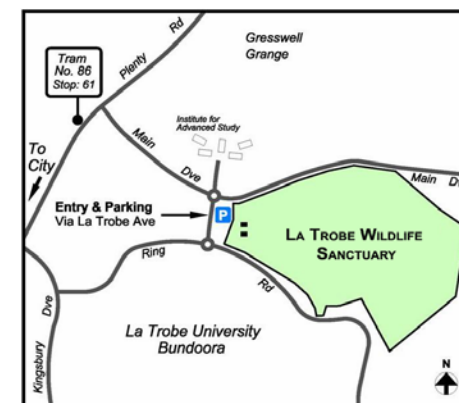 Tram
No. 86
Stop: 61
Plenty Rd
Gresswell
Grange
Institute for
Advanced Study
To
City
Main Dve
Main Dve
Entry & Parking
Via La Trobe Ave
P
LA TROBE WILDLIFE
SANCTUARY
Ring Rd
La Trobe University
Bundoora
Kingsbury Dve
N